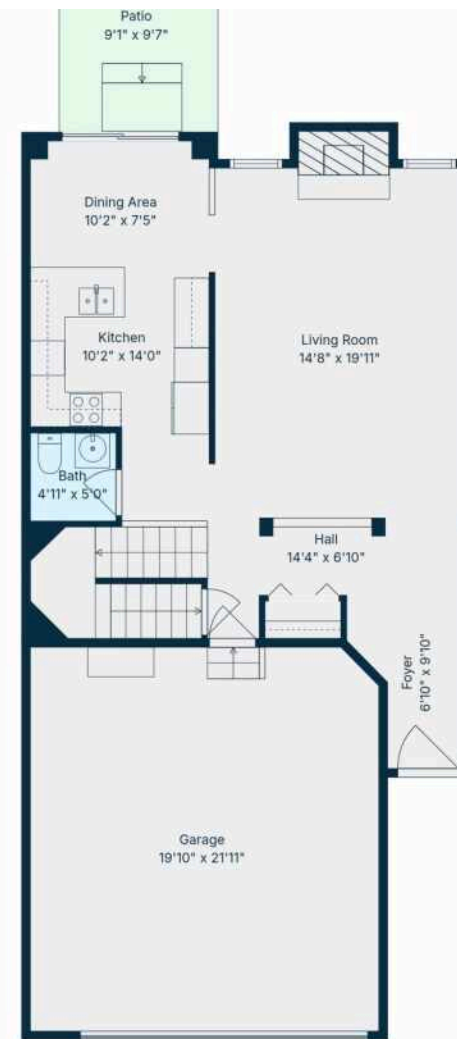 Patio
9'1" x 9'7"
Dining Area
10'2" x 7'5"
Kitchen
10'2" x 14'0"
Living Room
14'8" x 19'11"
Bath
4'11" x 5'0"
Hall
14'4" x 6'10"
Foyer
6'10" x 9'10"
Garage
19'10" x 21'11"